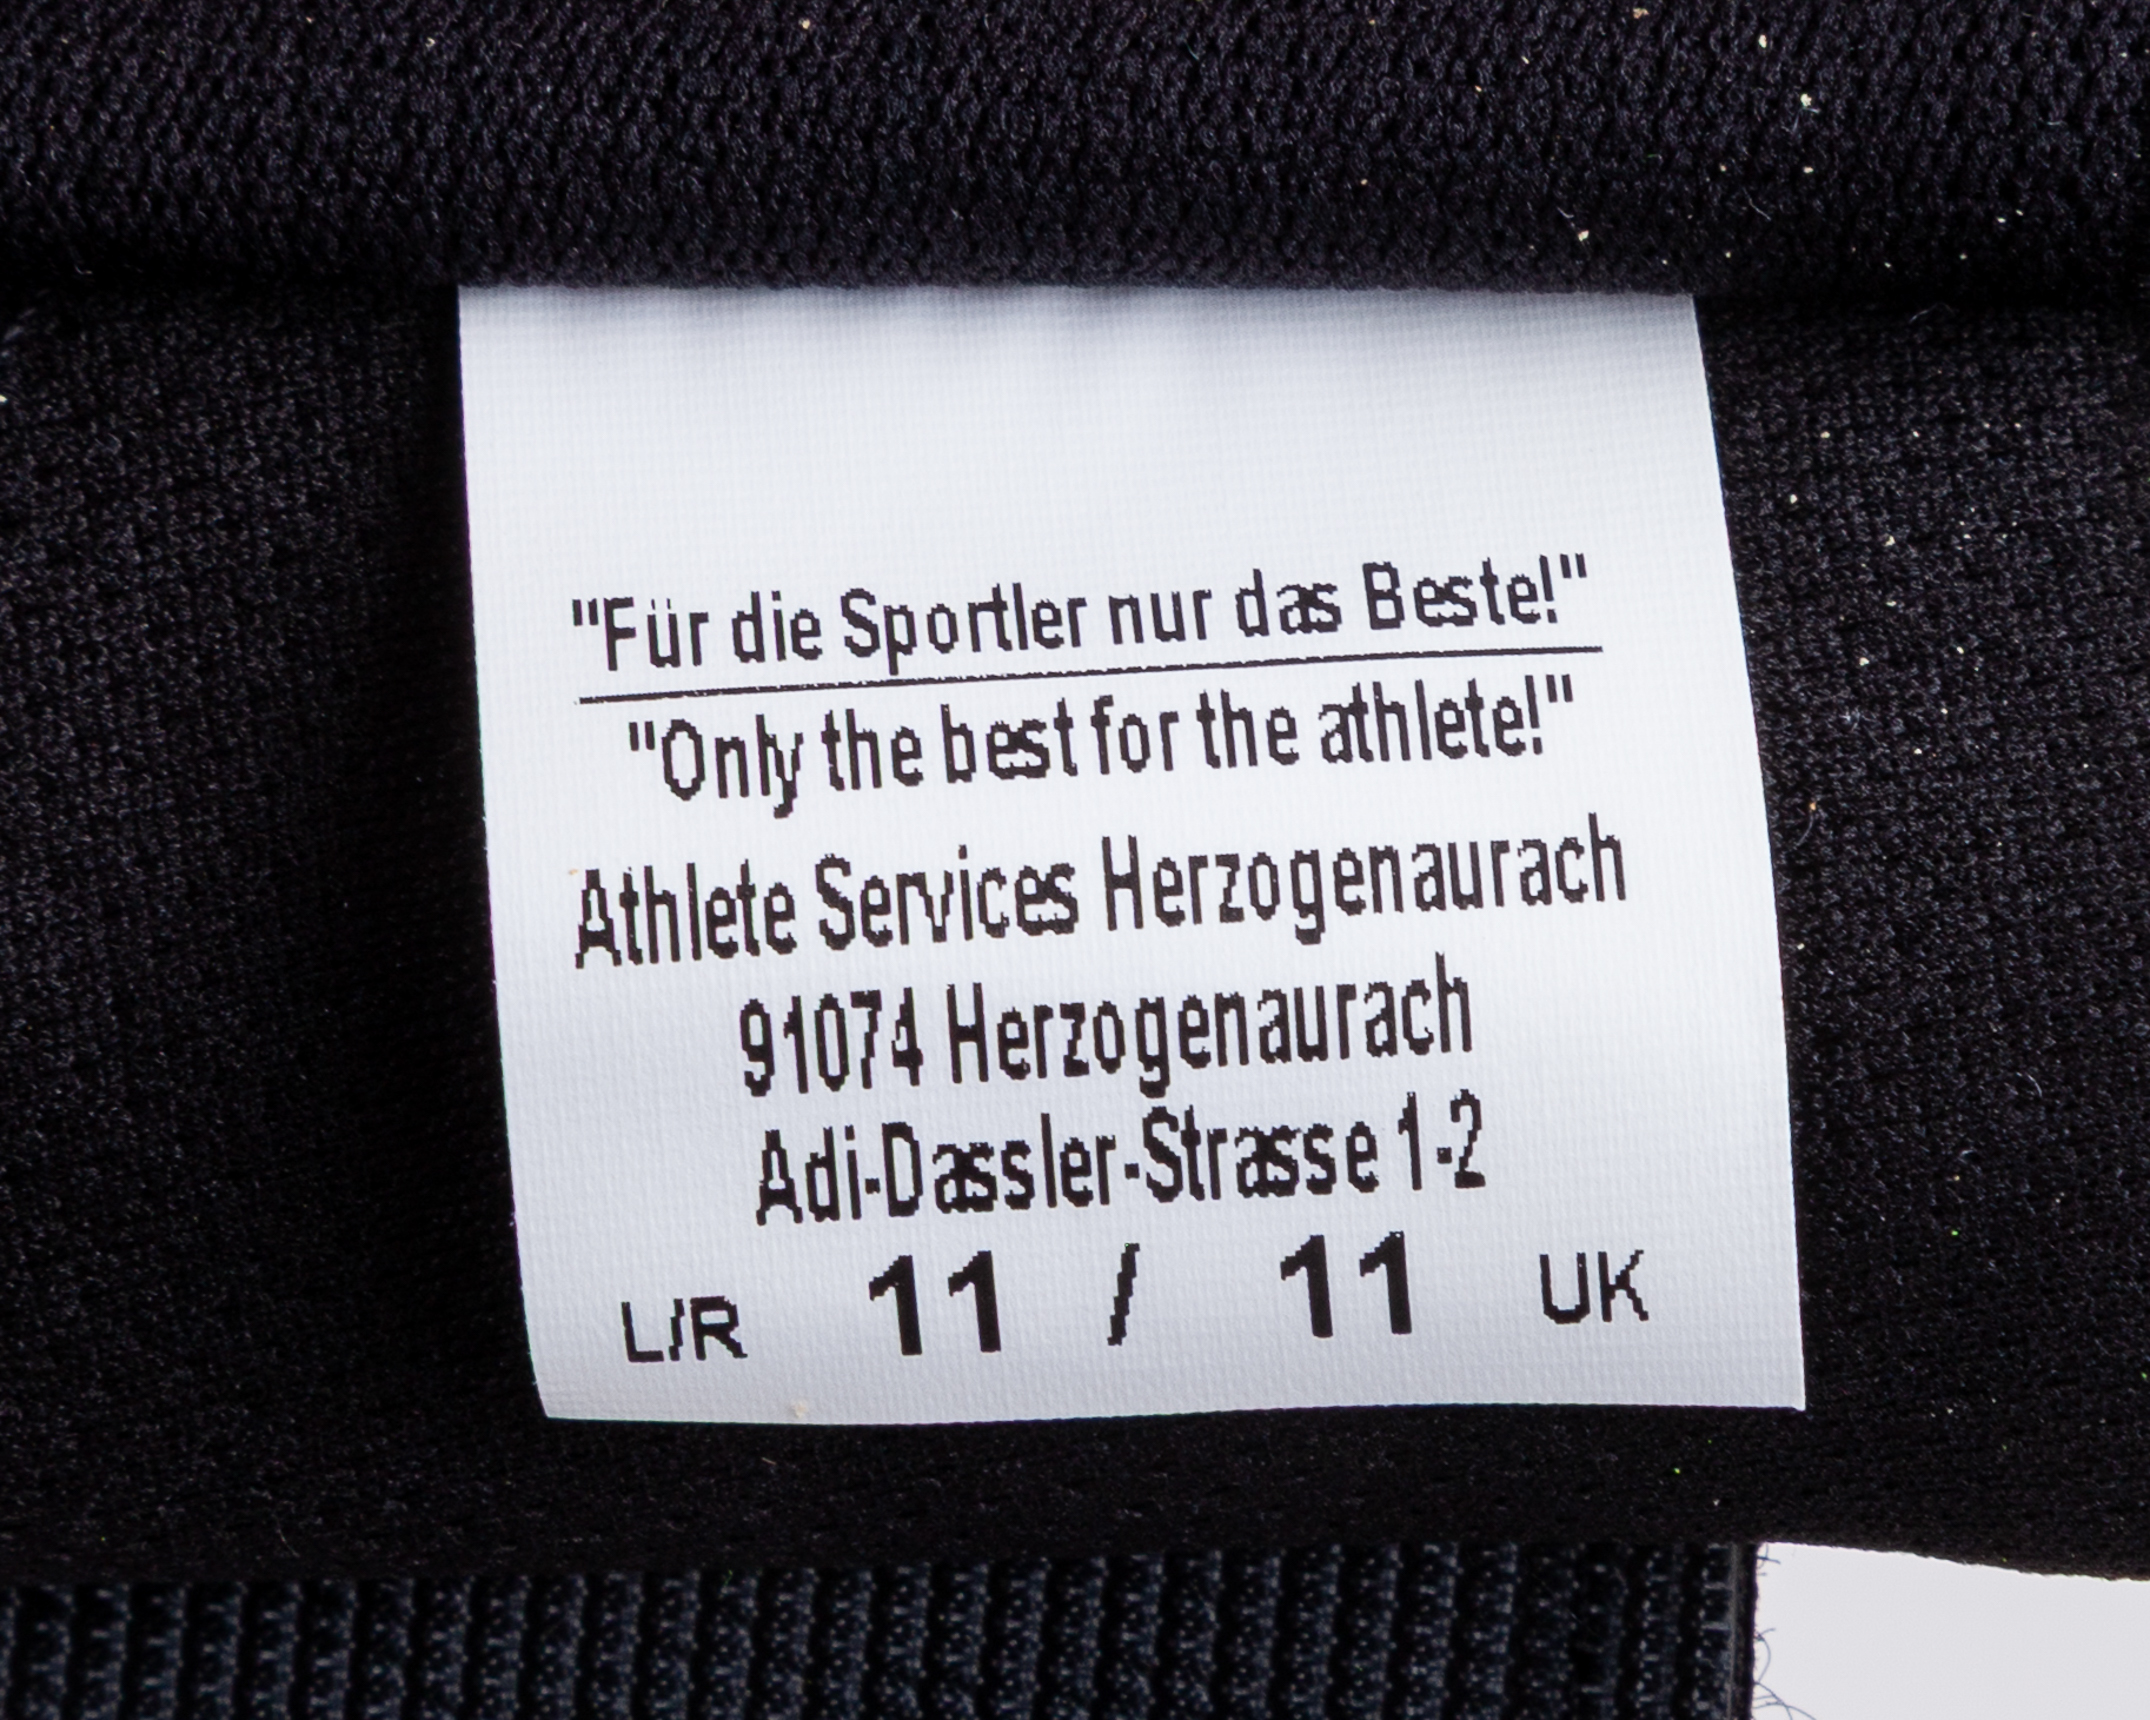 "Für die Sportler nur das Beste!"
"Only the best for the athlete!"
Athlete Services Herzogenaurach
91074 Herzogenaurach
Adi-Dassler-Strasse 1-2
L/R 11 / 11 UK